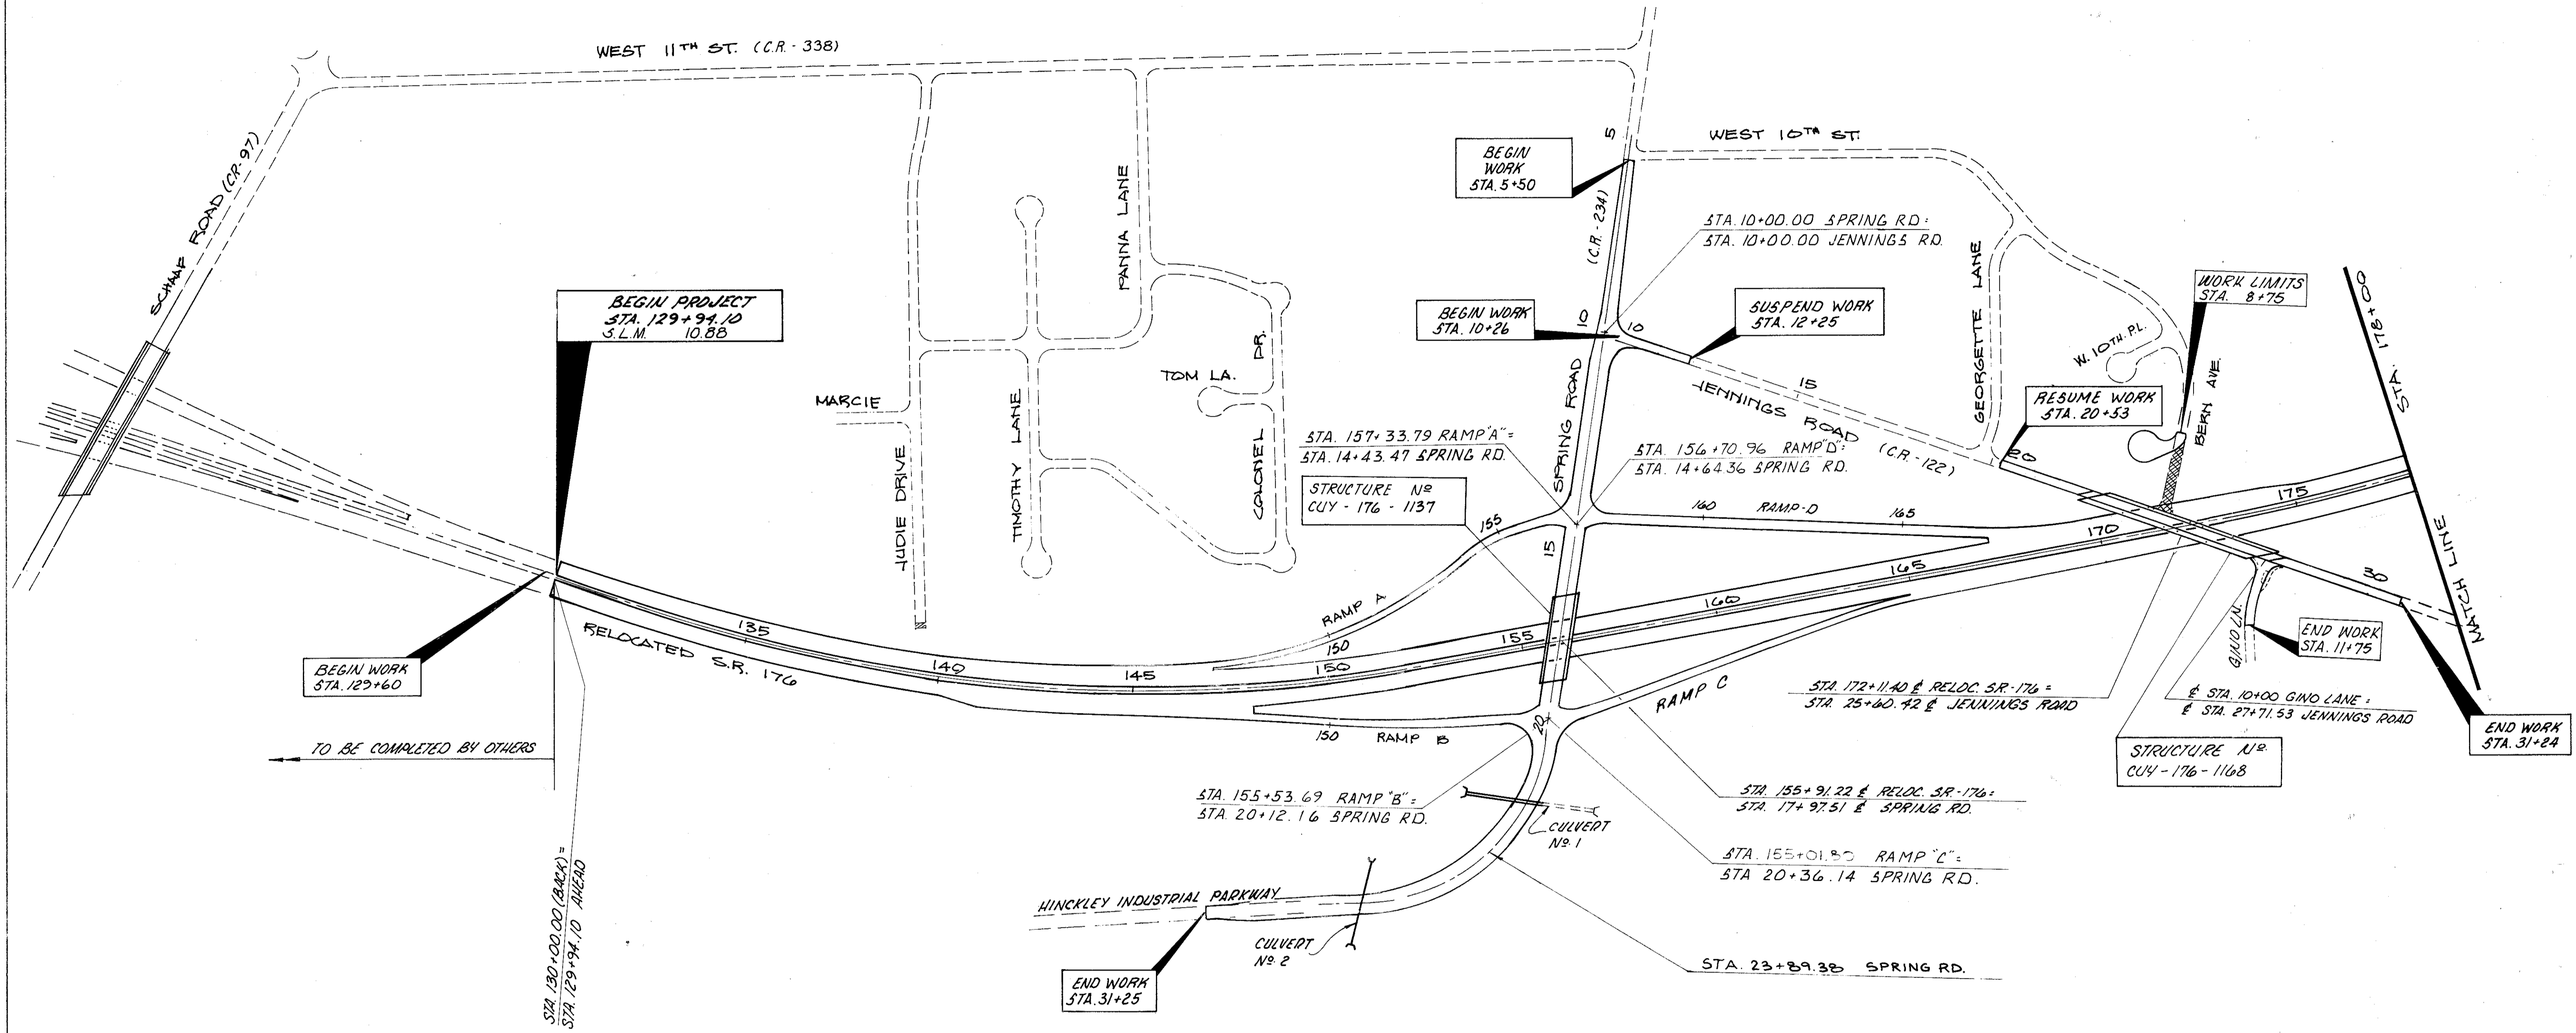 WEST 11TH ST. (C.R. - 338)
SCHAAF ROAD (CR-97)
BEGIN PROJECT
STA. 129+94.10
S.L.M. 10.88
BEGIN WORK
STA. 129+60
RELOCATED S.R. 176
TO BE COMPLETED BY OTHERS
STA. 130+00.00 (BACK) =
STA. 129+94.10 AHEAD
MARCIE
JUDIE DRIVE
TIMOTHY LANE
PANNA LANE
TOM LA.
COLONEL DR.
135
140
145
150
155
160
165
170
175
RAMP A
150
155
RAMP B
150
RAMP C
RAMP-D
160
165
BEGIN
WORK
STA. 5+50
5
(C.R. - 234)
WEST 10TH ST.
STA. 10+00.00 SPRING RD =
STA. 10+00.00 JENNINGS RD.
BEGIN WORK
STA. 10+26
10
10
SUSPEND WORK
STA. 12+25
SPRING ROAD
15
JENNINGS ROAD
(C.R. - 122)
15
20
GEORGETTE LANE
W. 10TH. PL.
BERN AVE.
WORK LIMITS
STA. 8+75
RESUME WORK
STA. 20+53
STA. 178+00
MATCH LINE
STA. 157+33.79 RAMP "A" =
STA. 14+43.47 SPRING RD.
STA. 156+70.96 RAMP "D" =
STA. 14+64.36 SPRING RD.
STRUCTURE Nº
CUY - 176 - 1137
20
30
GINO LN.
END WORK
STA. 11+75
STA. 172+11.40 ℄ RELOC. SR-176 =
STA. 25+60.42 ℄ JENNINGS ROAD
℄ STA. 10+00 GINO LANE =
℄ STA. 27+71.53 JENNINGS ROAD
END WORK
STA. 31+24
STRUCTURE Nº
CUY - 176 - 1168
STA. 155+53.69 RAMP "B" =
STA. 20+12.16 SPRING RD.
CULVERT
Nº. 1
STA. 155+91.22 ℄ RELOC. SR-176 =
STA. 17+97.51 ℄ SPRING RD.
STA. 155+01.80 RAMP "C" =
STA 20+36.14 SPRING RD.
HINCKLEY INDUSTRIAL PARKWAY
CULVERT
Nº. 2
END WORK
STA. 31+25
STA. 23+89.38 SPRING RD.